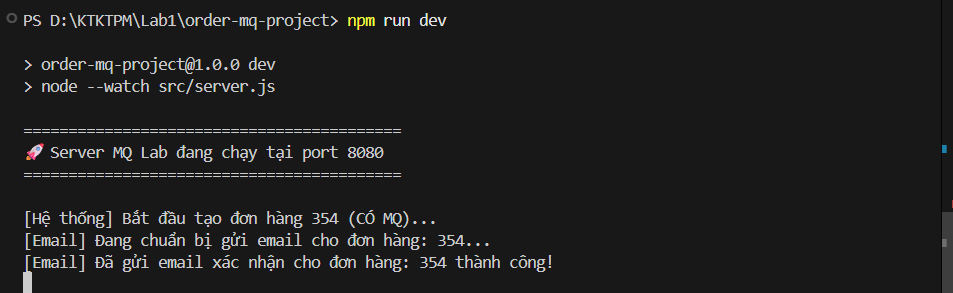 PS D:\KTKTPM\Lab1\order-mq-project> npm run dev
> order-mq-project@1.0.0 dev
> node --watch src/server.js
==========================================
🚀 Server MQ Lab đang chạy tại port 8080
==========================================
[Hệ thống] Bắt đầu tạo đơn hàng 354 (CÓ MQ)...
[Email] Đang chuẩn bị gửi email cho đơn hàng: 354...
[Email] Đã gửi email xác nhận cho đơn hàng: 354 thành công!